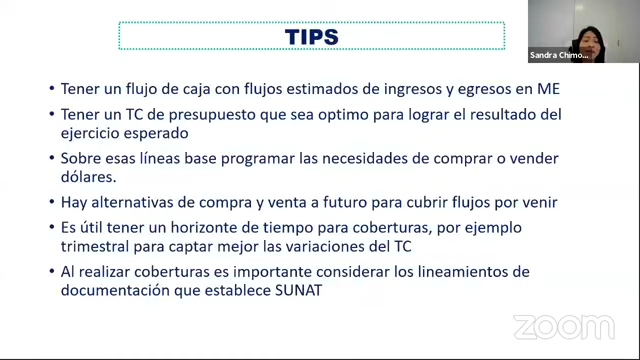 TIPS
Sandra Chimo...
• Tener un flujo de caja con flujos estimados de ingresos y egresos en ME
• Tener un TC de presupuesto que sea optimo para lograr el resultado del
ejercicio esperado
• Sobre esas líneas base programar las necesidades de comprar o vender
dólares.
• Hay alternativas de compra y venta a futuro para cubrir flujos por venir
• Es útil tener un horizonte de tiempo para coberturas, por ejemplo
trimestral para captar mejor las variaciones del TC
• Al realizar coberturas es importante considerar los lineamientos de
documentación que establece SUNAT
zoom